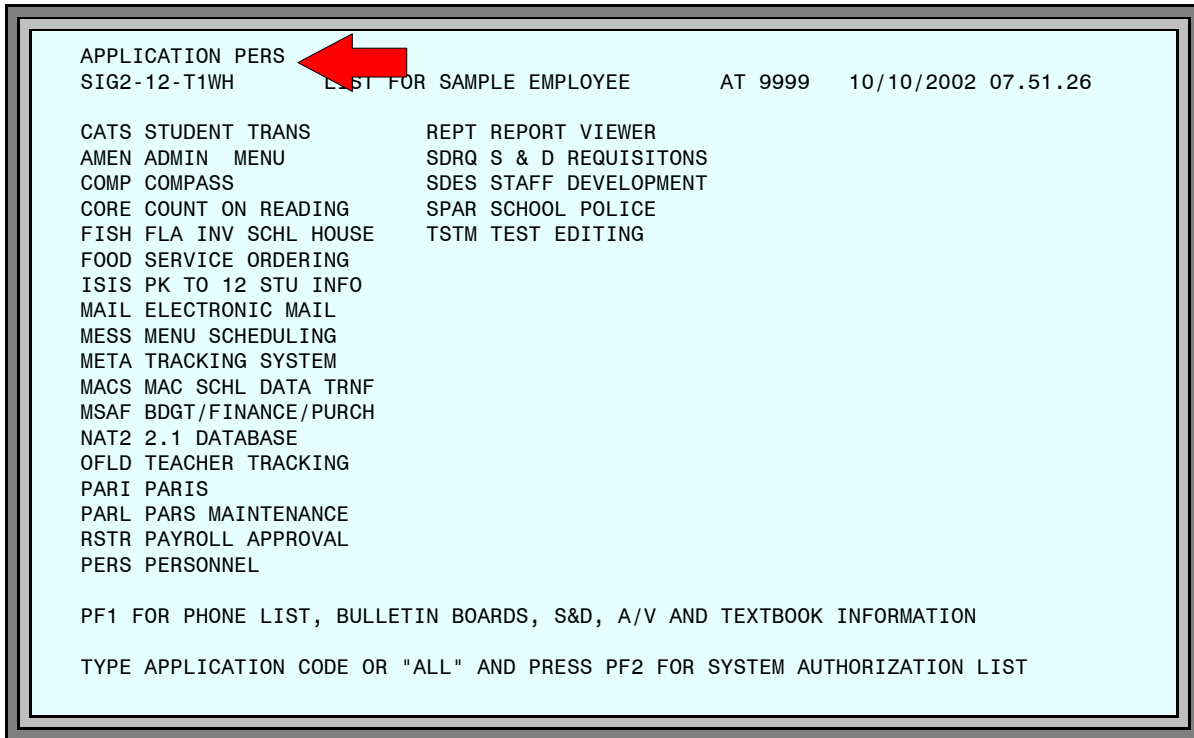 APPLICATION PERS
SIG2-12-T1WH LIST FOR SAMPLE EMPLOYEE AT 9999 10/10/2002 07.51.26
CATS STUDENT TRANS REPT REPORT VIEWER
AMEN ADMIN MENU SDRQ S & D REQUISITONS
COMP COMPASS SDES STAFF DEVELOPMENT
CORE COUNT ON READING SPAR SCHOOL POLICE
FISH FLA INV SCHL HOUSE TSTM TEST EDITING
FOOD SERVICE ORDERING
ISIS PK TO 12 STU INFO
MAIL ELECTRONIC MAIL
MESS MENU SCHEDULING
META TRACKING SYSTEM
MACS MAC SCHL DATA TRNF
MSAF BDGT/FINANCE/PURCH
NAT2 2.1 DATABASE
OFLD TEACHER TRACKING
PARI PARIS
PARL PARS MAINTENANCE
RSTR PAYROLL APPROVAL
PERS PERSONNEL
PF1 FOR PHONE LIST, BULLETIN BOARDS, S&D, A/V AND TEXTBOOK INFORMATION
TYPE APPLICATION CODE OR "ALL" AND PRESS PF2 FOR SYSTEM AUTHORIZATION LIST